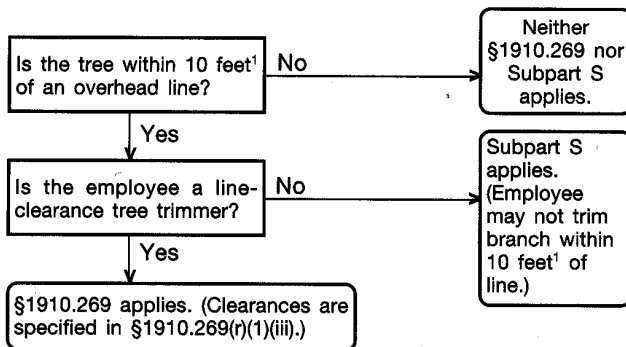 Is the tree within 10 feet¹
of an overhead line?
No
Neither
§1910.269 nor
Subpart S
applies.
Yes
Is the employee a line-
clearance tree trimmer?
No
Subpart S
applies.
(Employee
may not trim
branch within
10 feet¹ of
line.)
Yes
§1910.269 applies. (Clearances are
specified in §1910.269(r)(1)(iii).)